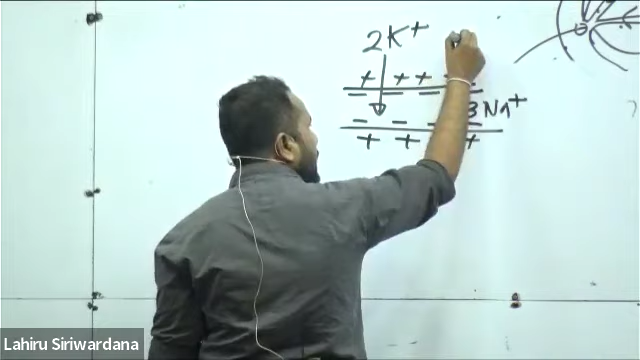 2K+
+ ++
— — —
3Na+
— —
+ + +
Lahiru Siriwardana